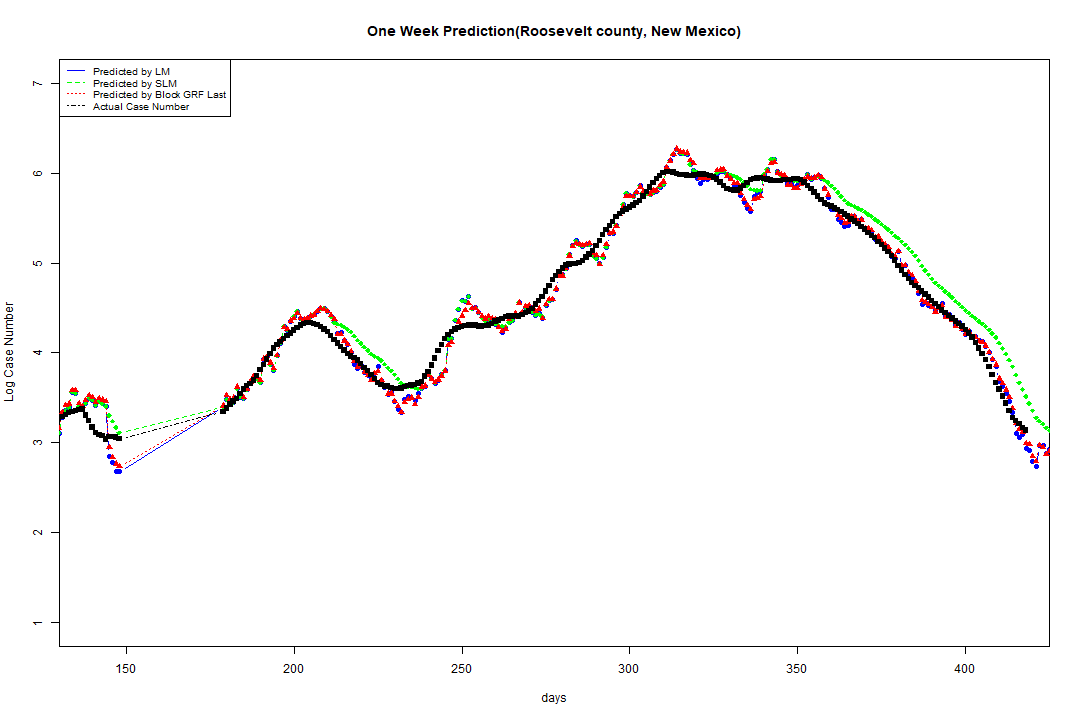 One Week Prediction(Roosevelt county, New Mexico)
Predicted by LM
Predicted by SLM
Predicted by Block GRF Last
Actual Case Number
7
6
5
4
3
2
1
Log Case Number
150 200 250 300 350 400
days